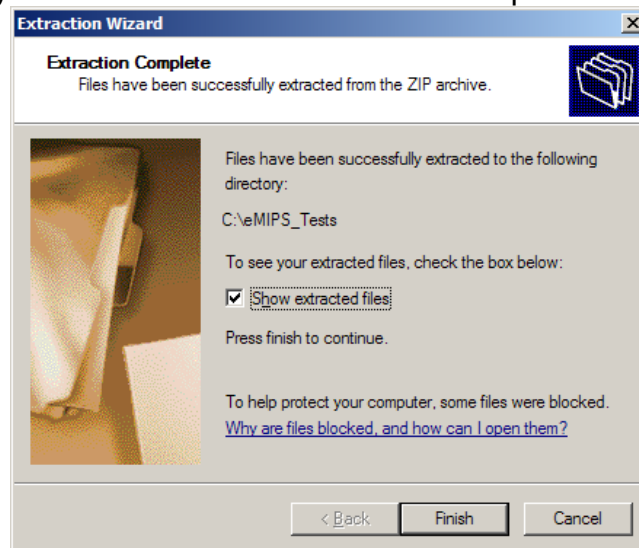 Extraction Wizard
Extraction Complete
Files have been successfully extracted from the ZIP archive.
Files have been successfully extracted to the following
directory:
C:\eMIPS_Tests
To see your extracted files, check the box below:
Show extracted files
Press finish to continue.
To help protect your computer, some files were blocked.
Why are files blocked, and how can I open them?
< Back
Finish
Cancel